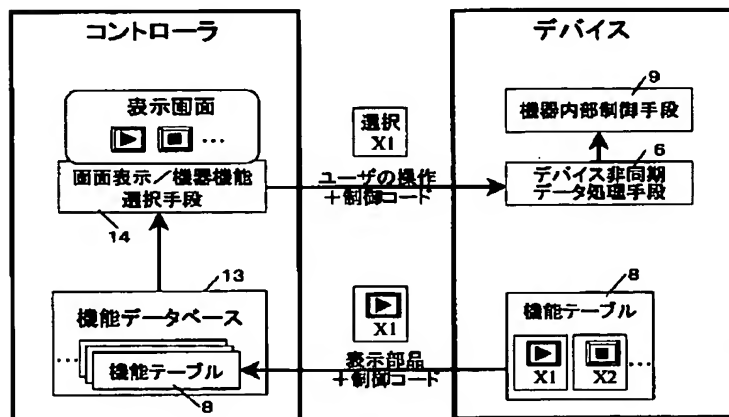 コントローラ
表示画面
…
画面表示／機器機能
選択手段
14
13
機能データベース
…
機能テーブル
8
選択
X1
ユーザの操作
＋制御コード
X1
表示部品
＋制御コード
デバイス
9
機器内部制御手段
6
デバイス非同期
データ処理手段
8
機能テーブル
X1
X2
…